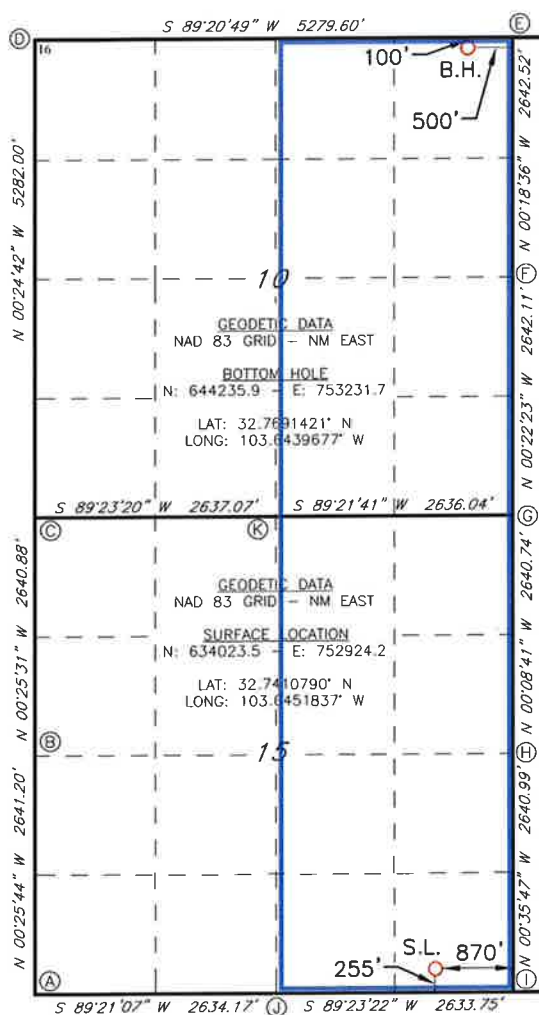 S 89°20'49" W 5279.60'
D
E
16
100'
B.H.
500'
N 00°24'42" W 5282.00'
N 00°18'36" W 2642.52'
10
F
GEODETIC DATA
NAD 83 GRID - NM EAST
BOTTOM HOLE
N: 644235.9 - E: 753231.7
LAT: 32.7691421° N
LONG: 103.6439677° W
N 00°22'23" W 2642.11'
S 89°23'20" W 2637.07'
S 89°21'41" W 2636.04'
C
K
G
GEODETIC DATA
NAD 83 GRID - NM EAST
SURFACE LOCATION
N: 634023.5 - E: 752924.2
LAT: 32.7410790° N
LONG: 103.6451837° W
N 00°25'31" W 2640.88'
N 00°08'41" W 2640.74'
B
15
H
N 00°25'44" W 2641.20'
N 00°35'47" W 2640.99'
S.L.
870'
255'
A
J
I
S 89°21'07" W 2634.17'
S 89°23'22" W 2633.75'